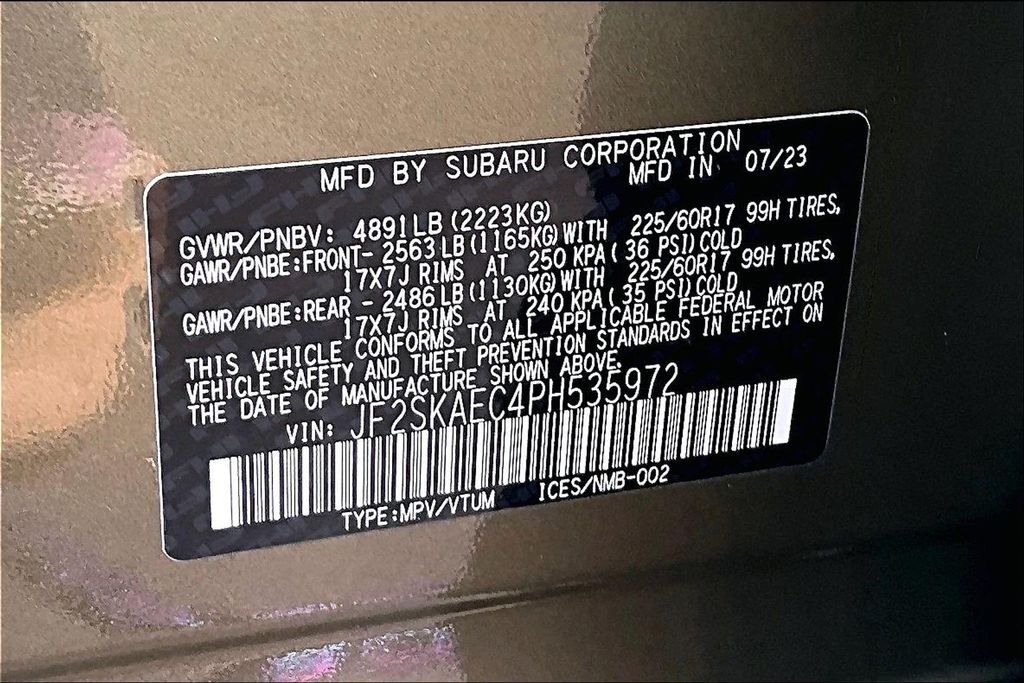 MFD BY SUBARU CORPORATION
MFD IN 07/23
GVWR/PNBV: 4891LB (2223KG)
GAWR/PNBE:FRONT- 2563LB (1165KG)WITH 225/60R17 99H TIRES,
17X7J RIMS AT 250 KPA( 36 PSI)COLD
GAWR/PNBE:REAR - 2486LB (1130KG)WITH 225/60R17 99H TIRES,
17X7J RIMS AT 240 KPA( 35 PSI)COLD
THIS VEHICLE CONFORMS TO ALL APPLICABLE FEDERAL MOTOR
VEHICLE SAFETY AND THEFT PREVENTION STANDARDS IN EFFECT ON
THE DATE OF MANUFACTURE SHOWN ABOVE.
VIN: JF2SKAEC4PH535972
TYPE:MPV/VTUM ICES/NMB-002